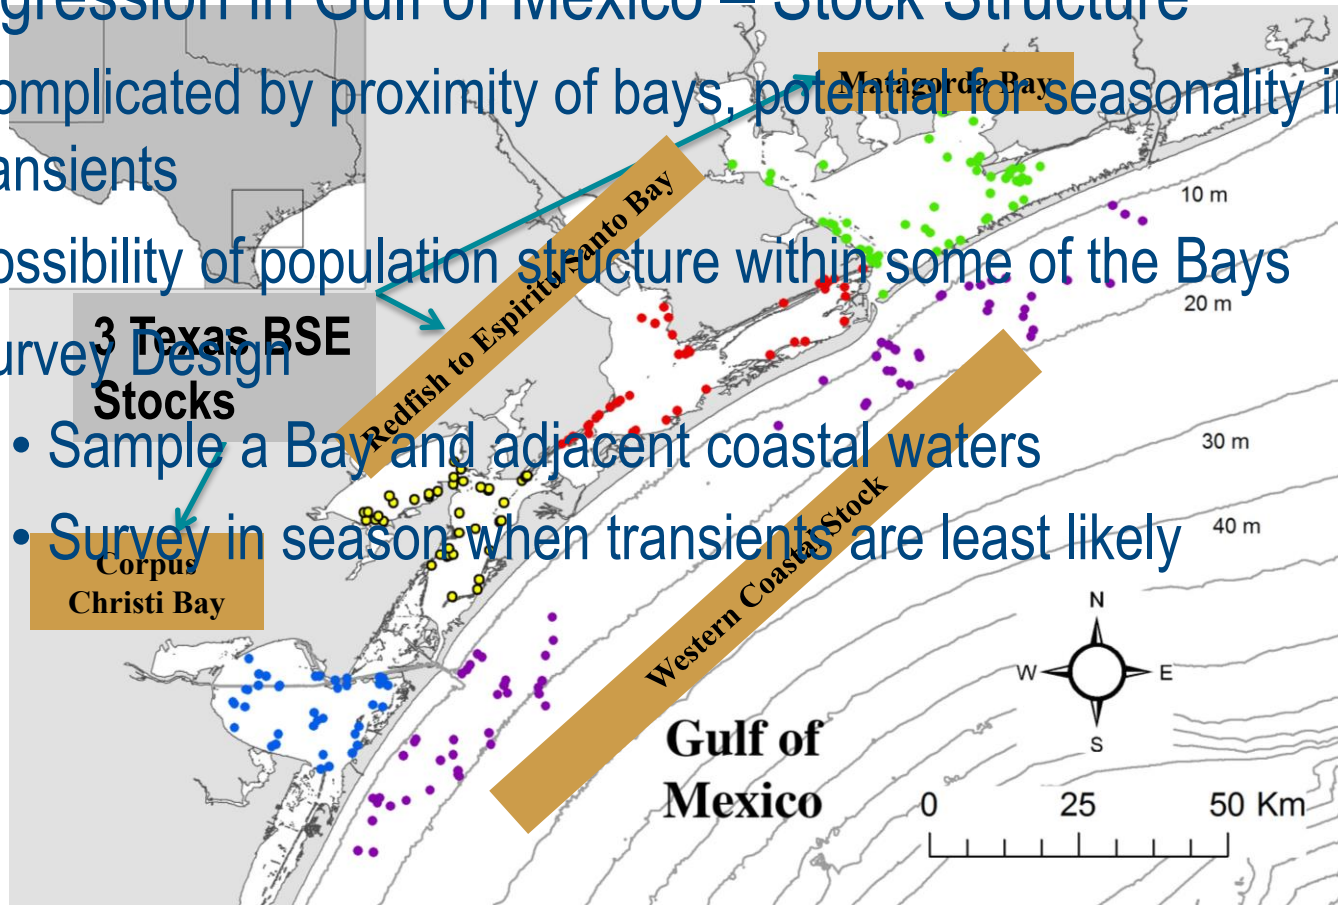 gression in Gulf of Mexico – Stock Structure
omplicated by proximity of bays, potential for seasonality in
ansients
ossibility of population structure within some of the Bays
urvey Design
• Sample a Bay and adjacent coastal waters
• Survey in season when transients are least likely
Matagorda Bay
Redfish to Espiritu Santo Bay
3 Texas BSE
Stocks
Corpus
Christi Bay
Western Coastal Stock
10 m
20 m
30 m
40 m
Gulf of
Mexico
N
W E
S
0 25 50 Km